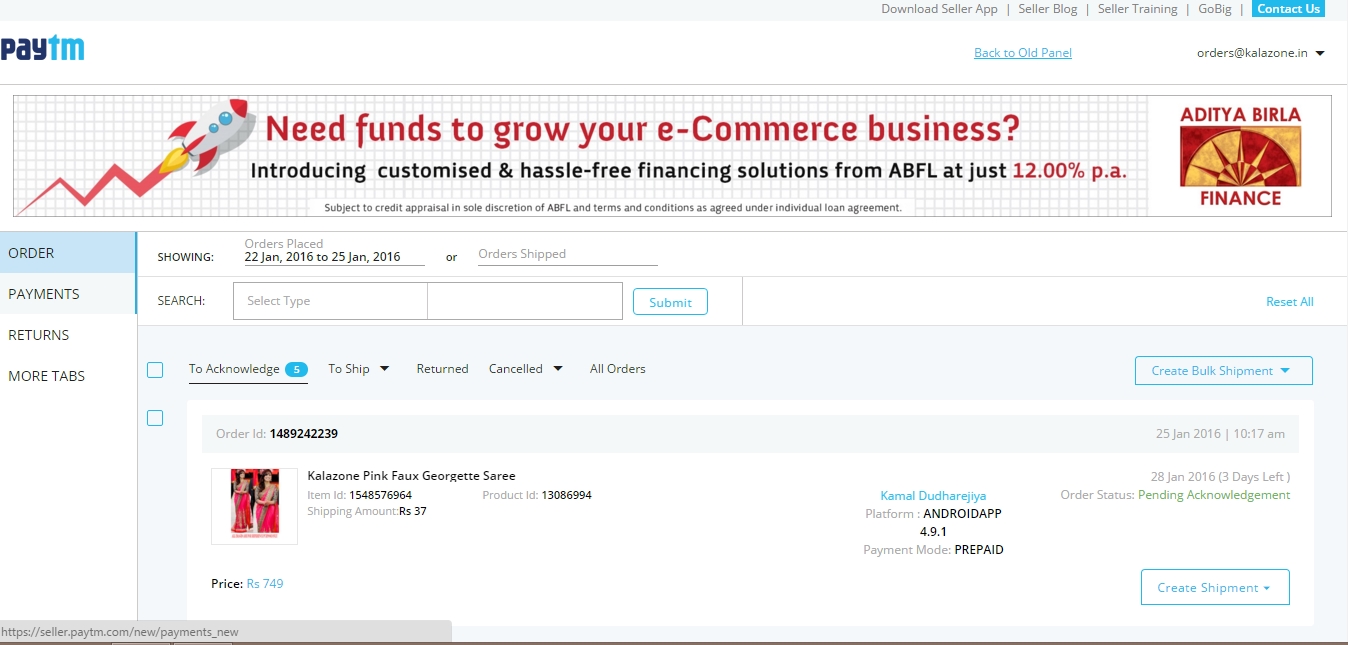 Download Seller App | Seller Blog | Seller Training | GoBig | Contact Us
paytm
Back to Old Panel
orders@kalazone.in
Need funds to grow your e-Commerce business?
Introducing customised & hassle-free financing solutions from ABFL at just 12.00% p.a.
Subject to credit appraisal in sole discretion of ABFL and terms and conditions as agreed under individual loan agreement.
ADITYA BIRLA
FINANCE
ORDER
PAYMENTS
RETURNS
MORE TABS
SHOWING:
Orders Placed
22 Jan, 2016 to 25 Jan, 2016
or
Orders Shipped
SEARCH:
Select Type
Submit
Reset All
To Acknowledge 5
To Ship
Returned
Cancelled
All Orders
Create Bulk Shipment
Order Id: 1489242239
25 Jan 2016 | 10:17 am
Kalazone Pink Faux Georgette Saree
Item Id: 1548576964
Product Id: 13086994
Shipping Amount:Rs 37
Kamal Dudharejiya
Platform : ANDROIDAPP
4.9.1
Payment Mode: PREPAID
28 Jan 2016 (3 Days Left )
Order Status: Pending Acknowledgement
Price: Rs 749
Create Shipment
https://seller.paytm.com/new/payments_new